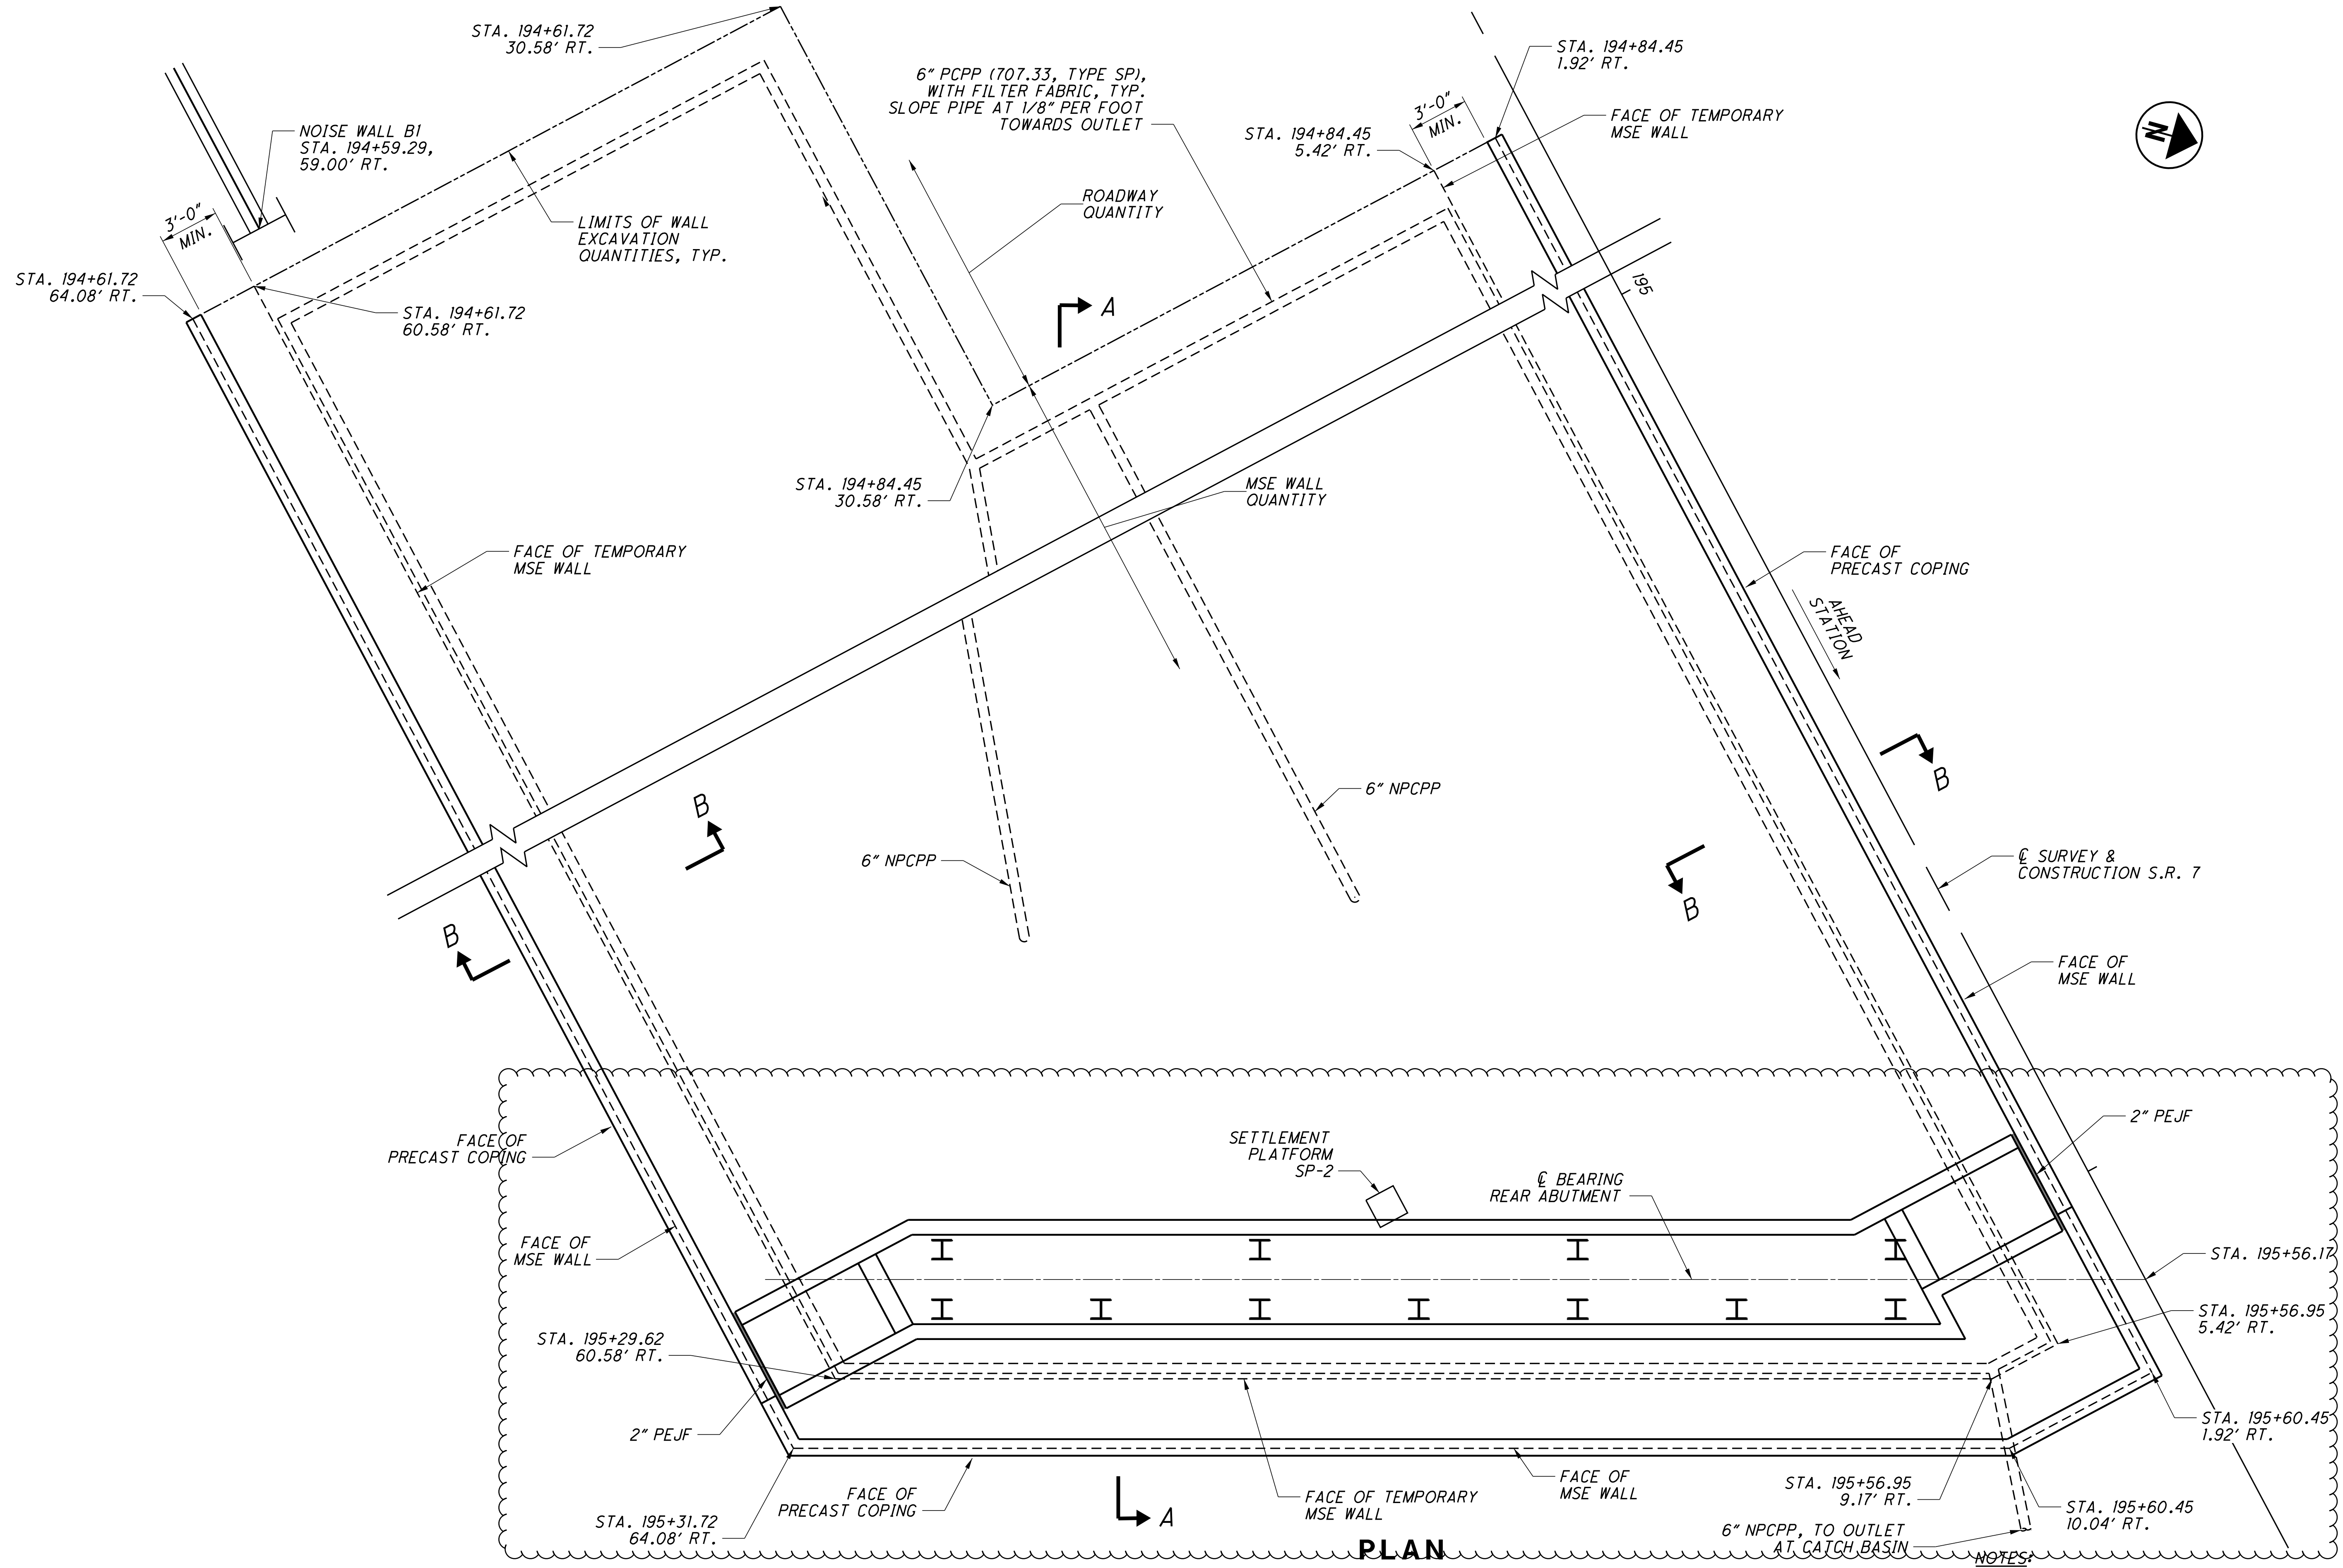 STA. 194+61.72
30.58' RT.
STA. 194+84.45
1.92' RT.
6" PCPP (707.33, TYPE SP),
WITH FILTER FABRIC, TYP.
SLOPE PIPE AT 1/8" PER FOOT
TOWARDS OUTLET
3'-0"
MIN.
FACE OF TEMPORARY
MSE WALL
NOISE WALL B1
STA. 194+59.29,
59.00' RT.
STA. 194+84.45
5.42' RT.
N
ROADWAY
QUANTITY
3'-0"
MIN.
LIMITS OF WALL
EXCAVATION
QUANTITIES, TYP.
STA. 194+61.72
64.08' RT.
195
A
STA. 194+61.72
60.58' RT.
STA. 194+84.45
30.58' RT.
MSE WALL
QUANTITY
FACE OF TEMPORARY
MSE WALL
FACE OF
PRECAST COPING
AHEAD
STATION
B
6" NPCPP
B
6" NPCPP
℄ SURVEY &
CONSTRUCTION S.R. 7
B
B
FACE OF
MSE WALL
2" PEJF
FACE OF
PRECAST COPING
SETTLEMENT
PLATFORM
SP-2
℄ BEARING
REAR ABUTMENT
FACE OF
MSE WALL
STA. 195+56.17
STA. 195+56.95
5.42' RT.
STA. 195+29.62
60.58' RT.
2" PEJF
STA. 195+60.45
1.92' RT.
FACE OF
PRECAST COPING
FACE OF TEMPORARY
MSE WALL
FACE OF
MSE WALL
STA. 195+56.95
9.17' RT.
STA. 195+60.45
10.04' RT.
STA. 195+31.72
64.08' RT.
A
6" NPCPP, TO OUTLET
AT CATCH BASIN
PLAN
NOTES: